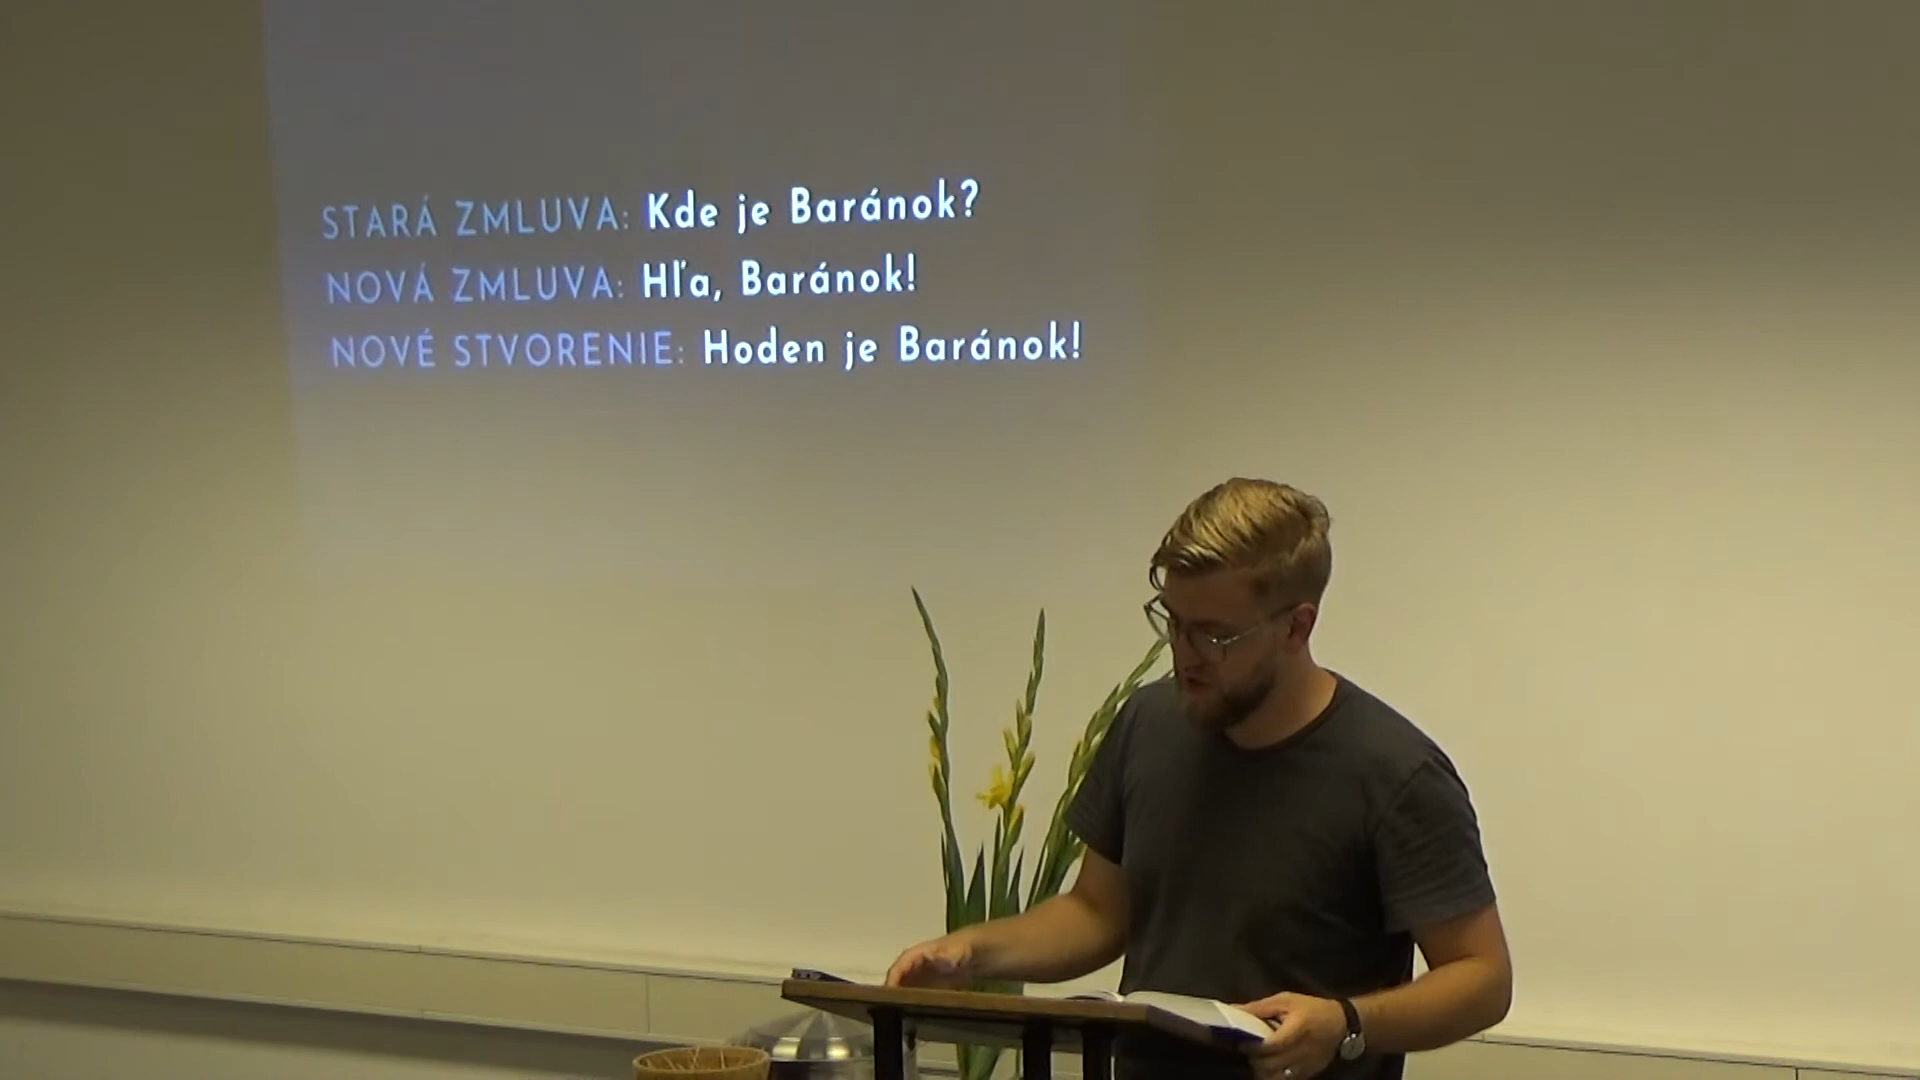 STARÁ ZMLUVA: Kde je Baránok?
NOVÁ ZMLUVA: Hľa, Baránok!
NOVÉ STVORENIE: Hoden je Baránok!